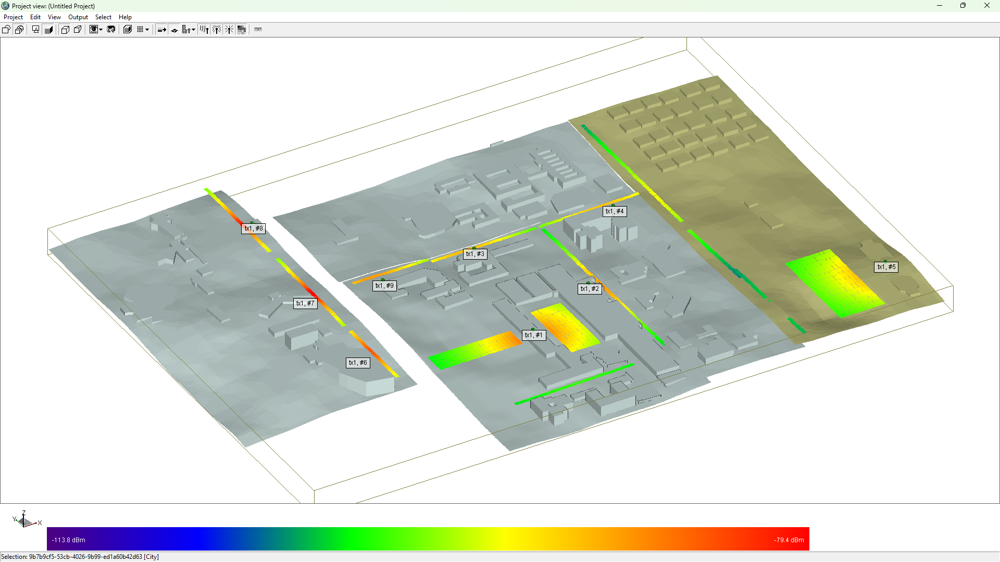 Project view: (Untitled Project)
Project Edit View Output Select Help
tx1, #4
tx1, #8
tx1, #3
tx1, #5
tx1, #9
tx1, #2
tx1, #7
tx1, #1
tx1, #6
Z
Y
X
-113.8 dBm
-79.4 dBm
Selection: 9b7b9cf5-53cb-4026-9b99-ed1a60b42d63 [City]